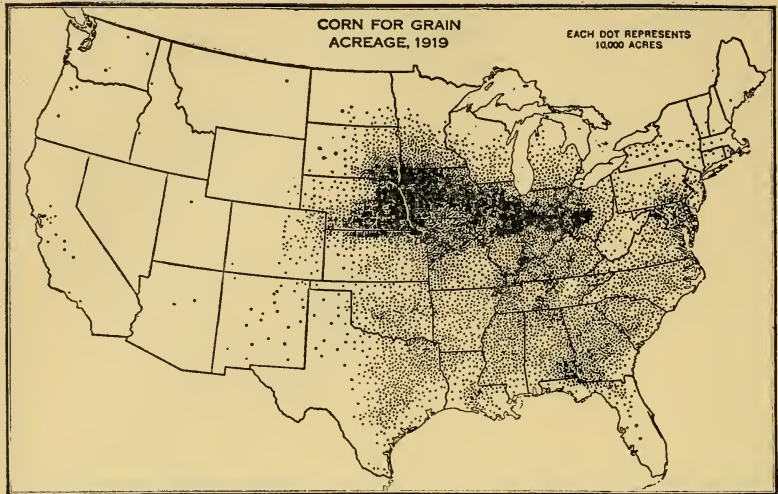 CORN FOR GRAIN
ACREAGE, 1919
EACH DOT REPRESENTS
10,000 ACRES